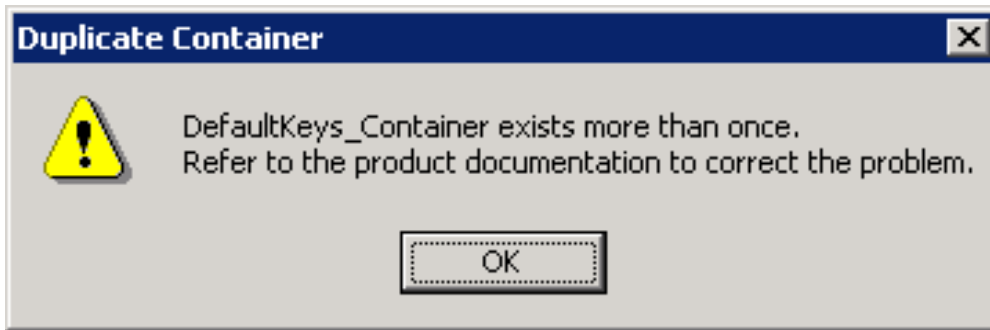 Duplicate Container
DefaultKeys_Container exists more than once.
Refer to the product documentation to correct the problem.
OK